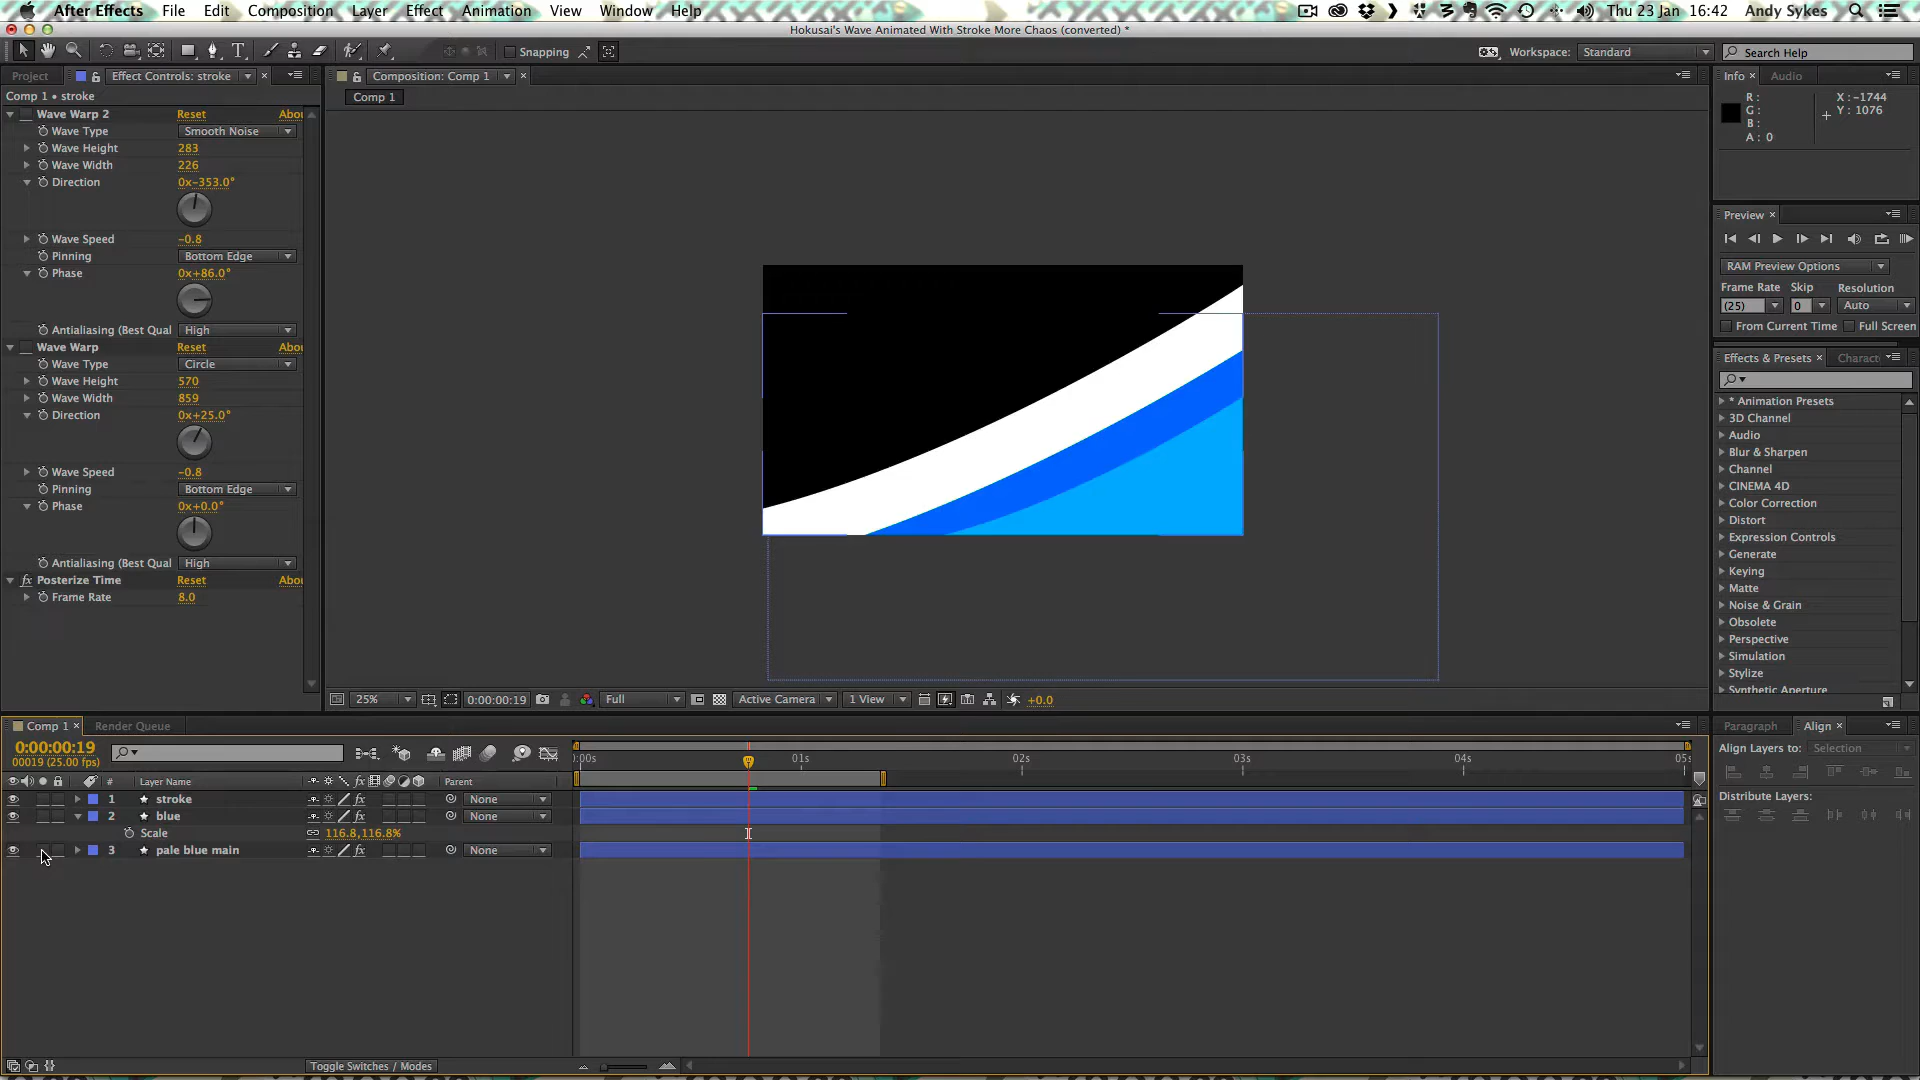 After Effects File Edit Composition Layer Effect Animation View Window Help
Thu 23 Jan 16:42 Andy Sykes
Hokusai's Wave Animated With Stroke More Chaos (converted) *
T Snapping Workspace: Standard Search Help
Project Effect Controls: stroke
Composition: Comp 1
Info Audio
Comp 1 • stroke
Comp 1
Wave Warp 2 Reset Abou
Wave Type Smooth Noise
Wave Height 283
Wave Width 226
Direction 0x-353.0°
Wave Speed -0.8
Pinning Bottom Edge
Phase 0x+86.0°
Antialiasing (Best Qual High
Wave Warp Reset Abou
Wave Type Circle
Wave Height 570
Wave Width 859
Direction 0x+25.0°
Wave Speed -0.8
Pinning Bottom Edge
Phase 0x+0.0°
Antialiasing (Best Qual High
fx Posterize Time Reset Abou
Frame Rate 8.0
25% 0:00:00:19 Full Active Camera 1 View +0.0
R :
G :
B :
A : 0
X : -1744
Y : 1076
Preview
RAM Preview Options
Frame Rate Skip Resolution
(25) 0 Auto
From Current Time Full Screen
Effects & Presets Charact
* Animation Presets
3D Channel
Audio
Blur & Sharpen
Channel
CINEMA 4D
Color Correction
Distort
Expression Controls
Generate
Keying
Matte
Noise & Grain
Obsolete
Perspective
Simulation
Stylize
Synthetic Aperture
Comp 1 Render Queue
0:00:00:19
00019 (25.00 fps)
# Layer Name fx Parent
):00s 01s 02s 03s 04s 05s
1 stroke fx None
2 blue fx None
Scale 116.8,116.8%
3 pale blue main fx None
Toggle Switches / Modes
Paragraph Align
Align Layers to: Selection
Distribute Layers: